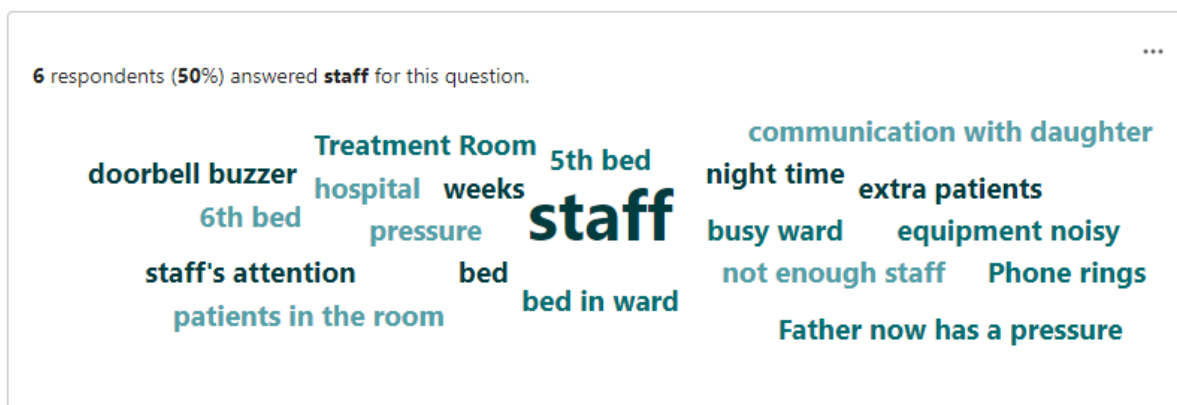 ...
6 respondents (50%) answered staff for this question.
communication with daughter
Treatment Room
5th bed
doorbell buzzer
night time
hospital
weeks
extra patients
6th bed
staff
pressure
busy ward
equipment noisy
staff's attention
bed
not enough staff
Phone rings
bed in ward
patients in the room
Father now has a pressure